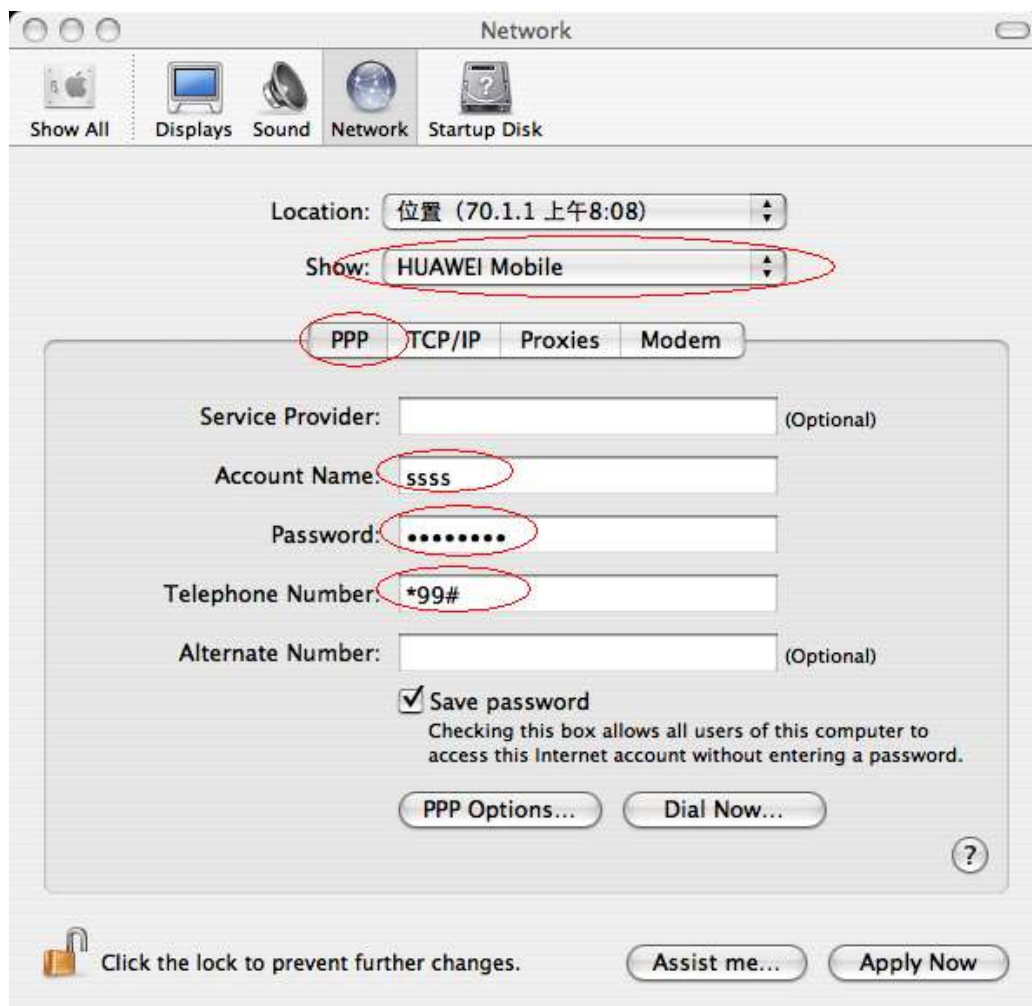 Network
Show All Displays Sound Network Startup Disk
Location: 位置 (70.1.1 上午8:08)
Show: HUAWEI Mobile
PPP TCP/IP Proxies Modem
Service Provider: (Optional)
Account Name: ssss
Password: ••••••••
Telephone Number: *99#
Alternate Number: (Optional)
Save password
Checking this box allows all users of this computer to
access this Internet account without entering a password.
PPP Options... Dial Now...
?
Click the lock to prevent further changes. Assist me... Apply Now